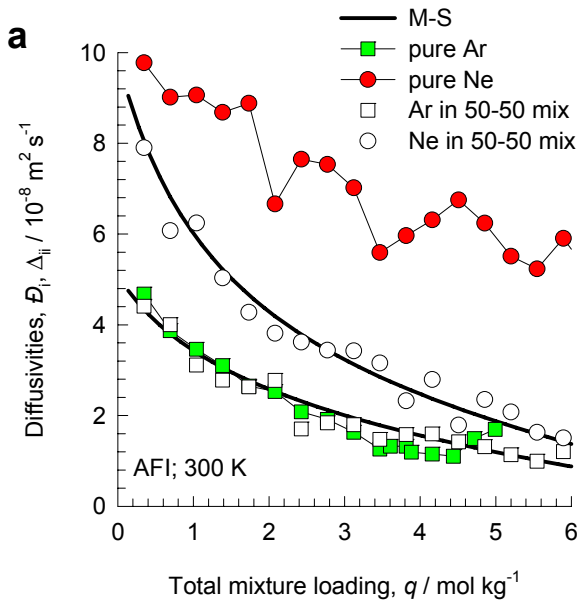 a
M-S
pure Ar
pure Ne
Ar in 50-50 mix
Ne in 50-50 mix
10
8
6
4
2
0
Diffusivities, Đi, Δii / 10-8 m2 s-1
AFI; 300 K
0 1 2 3 4 5 6
Total mixture loading, q / mol kg-1